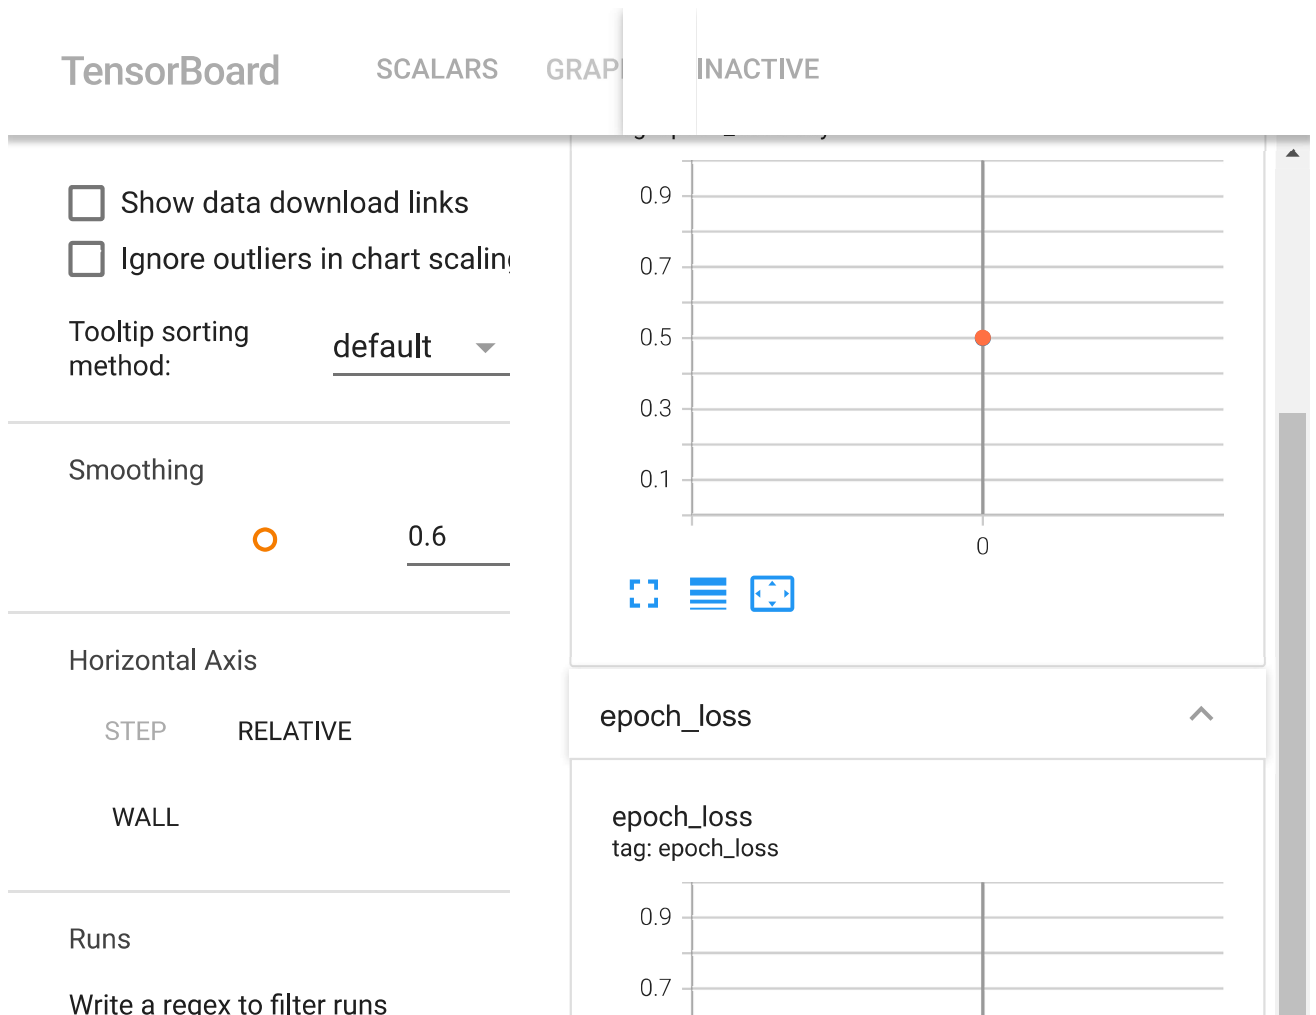 TensorBoard SCALARS GRAP INACTIVE
Show data download links
Ignore outliers in chart scaling
Tooltip sorting
method:
default
Smoothing
0.6
Horizontal Axis
STEP RELATIVE
WALL
Runs
Write a regex to filter runs
0.9
0.7
0.5
0.3
0.1
0
epoch_loss
epoch_loss
tag: epoch_loss
0.9
0.7